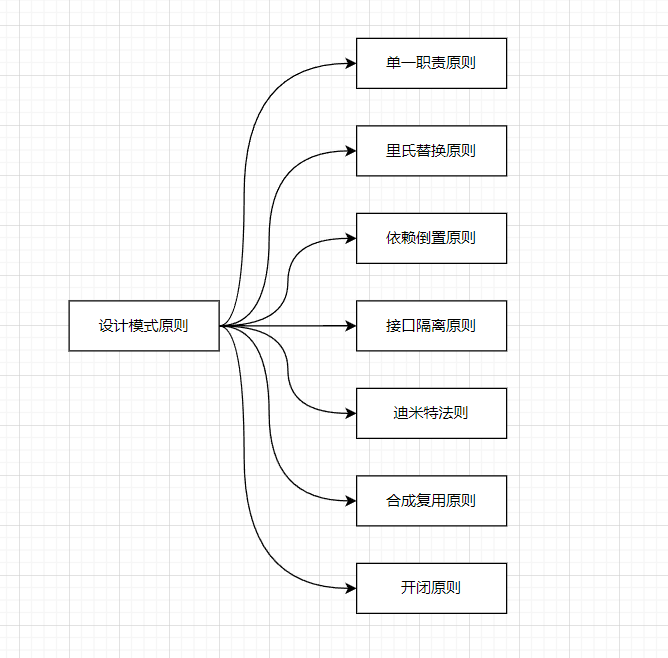 单一职责原则
里氏替换原则
依赖倒置原则
设计模式原则
接口隔离原则
迪米特法则
合成复用原则
开闭原则